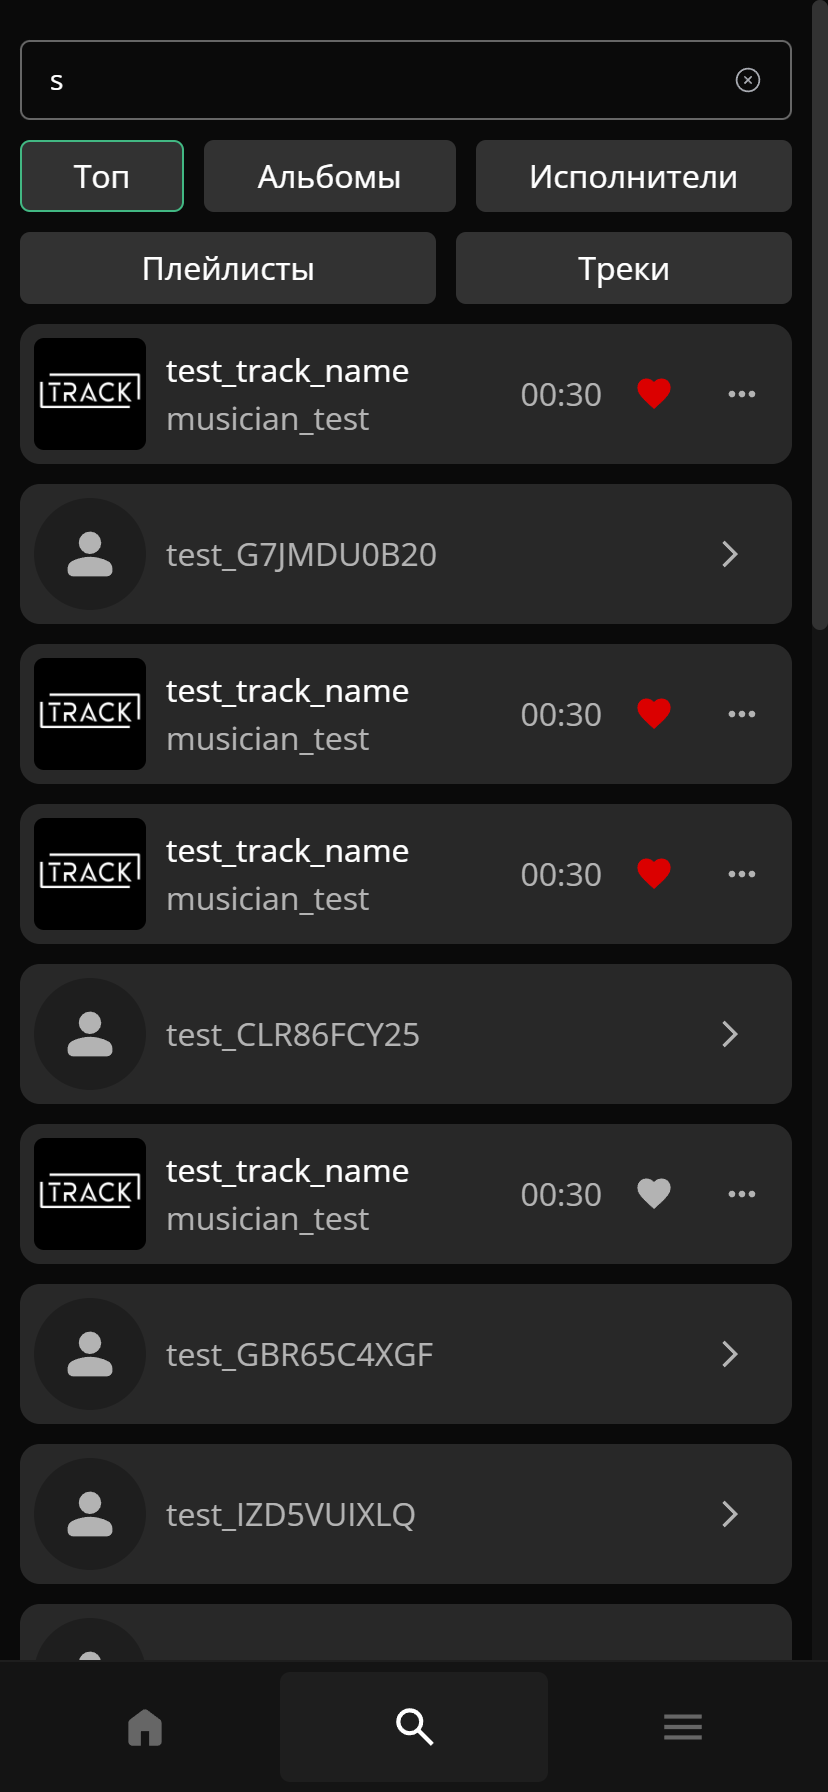 s
Топ
Альбомы
Исполнители
Плейлисты
Треки
TRACK
test_track_name
musician_test
00:30
test_G7JMDU0B20
TRACK
test_track_name
musician_test
00:30
TRACK
test_track_name
musician_test
00:30
test_CLR86FCY25
TRACK
test_track_name
musician_test
00:30
test_GBR65C4XGF
test_IZD5VUIXLQ